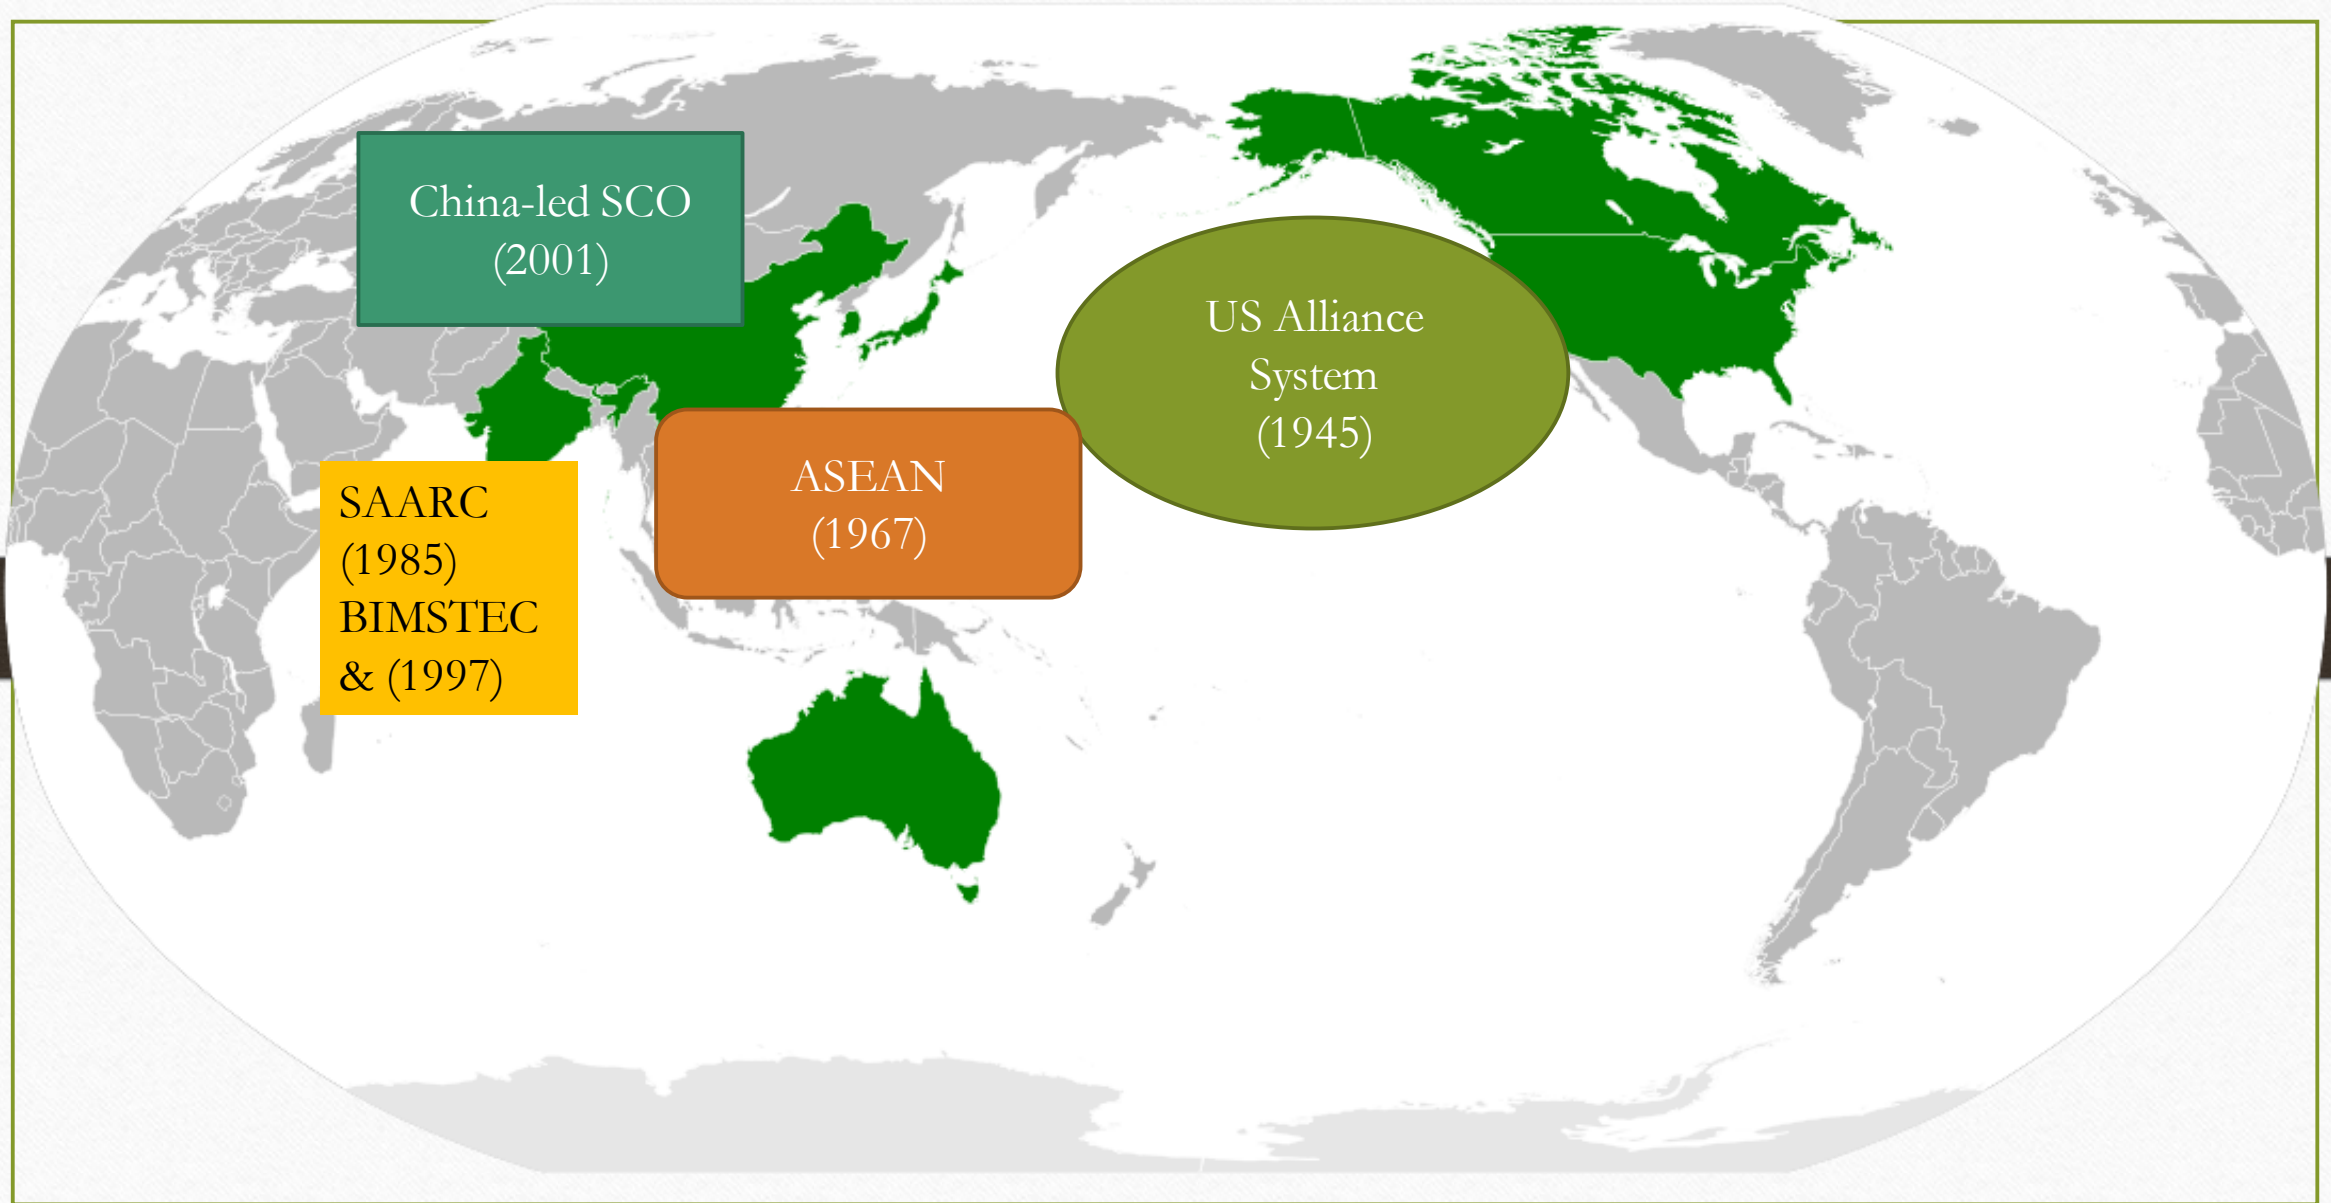 China-led SCO
(2001)
US Alliance
System
(1945)
ASEAN
(1967)
SAARC
(1985)
BIMSTEC
& (1997)